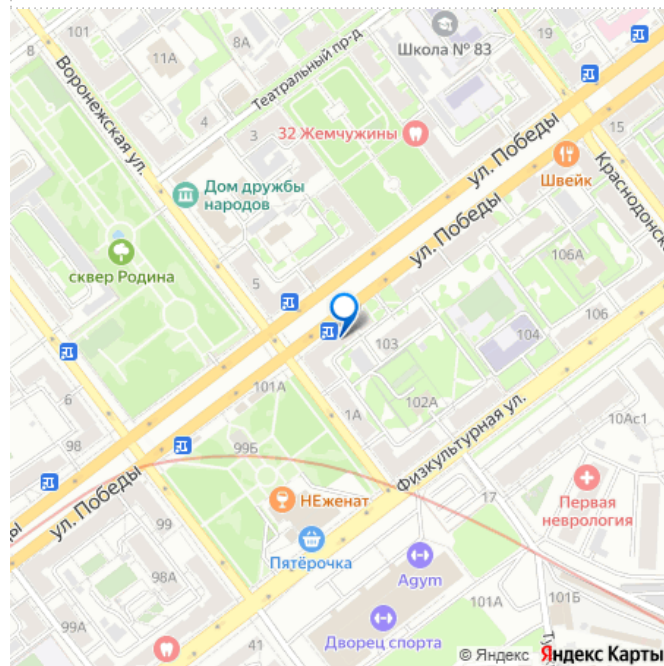 19
8
11А
8А
Школа № 83
Воронежская ул.
Театральный пр-д
4
3
32 Жемчужины
ул. Победы
15
Швейк
Дом дружбы
народов
ул. Победы
Краснодонск
сквер Родина
106А
5
106
103
104
6
101А
1А
102А
Физкультурная ул.
10Ас1
98
99Б
17
ул. Победы
НЕженат
Первая
неврология
ды
99
Пятёрочка
98А
Agym
101А
101Б
99А
41
Дворец спорта
© Яндекс Яндекс Карты